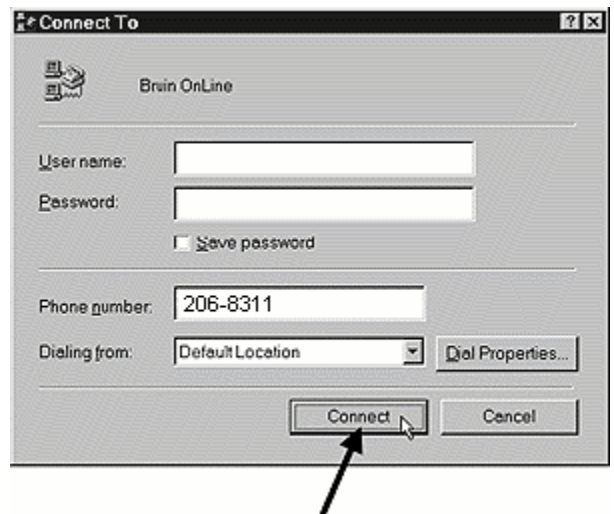 Connect To
Bruin OnLine
User name:
Password:
Save password
Phone number: 206-8311
Dialing from: Default Location Dial Properties...
Connect Cancel